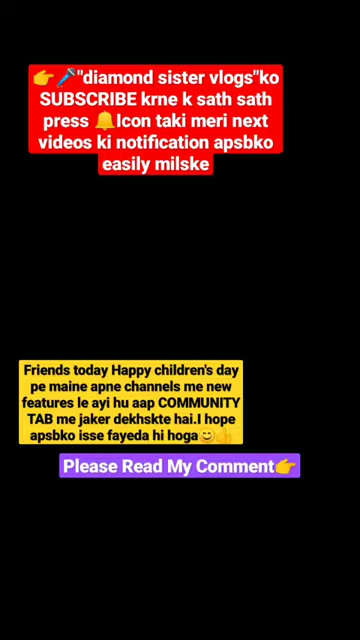 👉🎤"diamond sister vlogs"ko
SUBSCRIBE krne k sath sath
press 🔔Icon taki meri next
videos ki notification apsbko
easily milske
Friends today Happy children's day
pe maine apne channels me new
features le ayi hu aap COMMUNITY
TAB me jaker dekhskte hai.I hope
apsbko isse fayeda hi hoga😊👍
Please Read My Comment👉